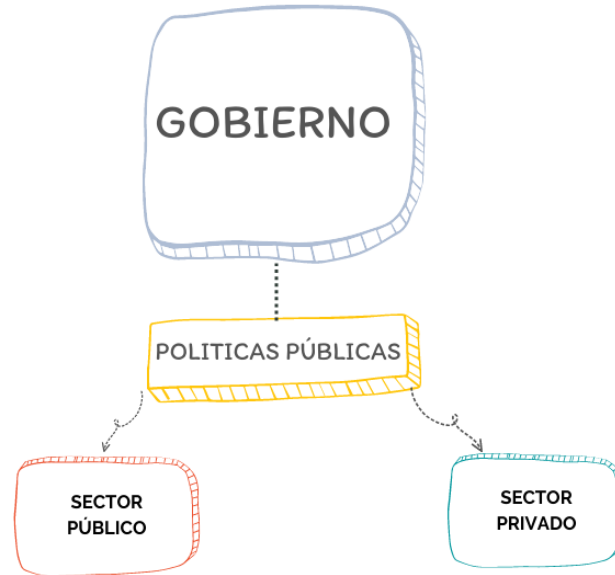 GOBIERNO
POLITICAS PÚBLICAS
SECTOR
PÚBLICO
SECTOR
PRIVADO